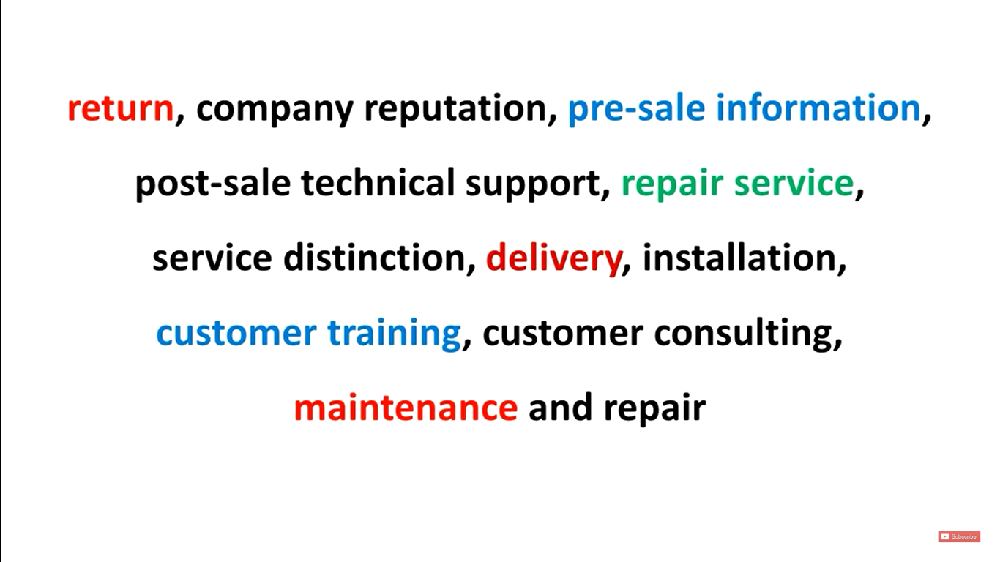 return, company reputation, pre-sale information,
post-sale technical support, repair service,
service distinction, delivery, installation,
customer training, customer consulting,
maintenance and repair
Subscribe